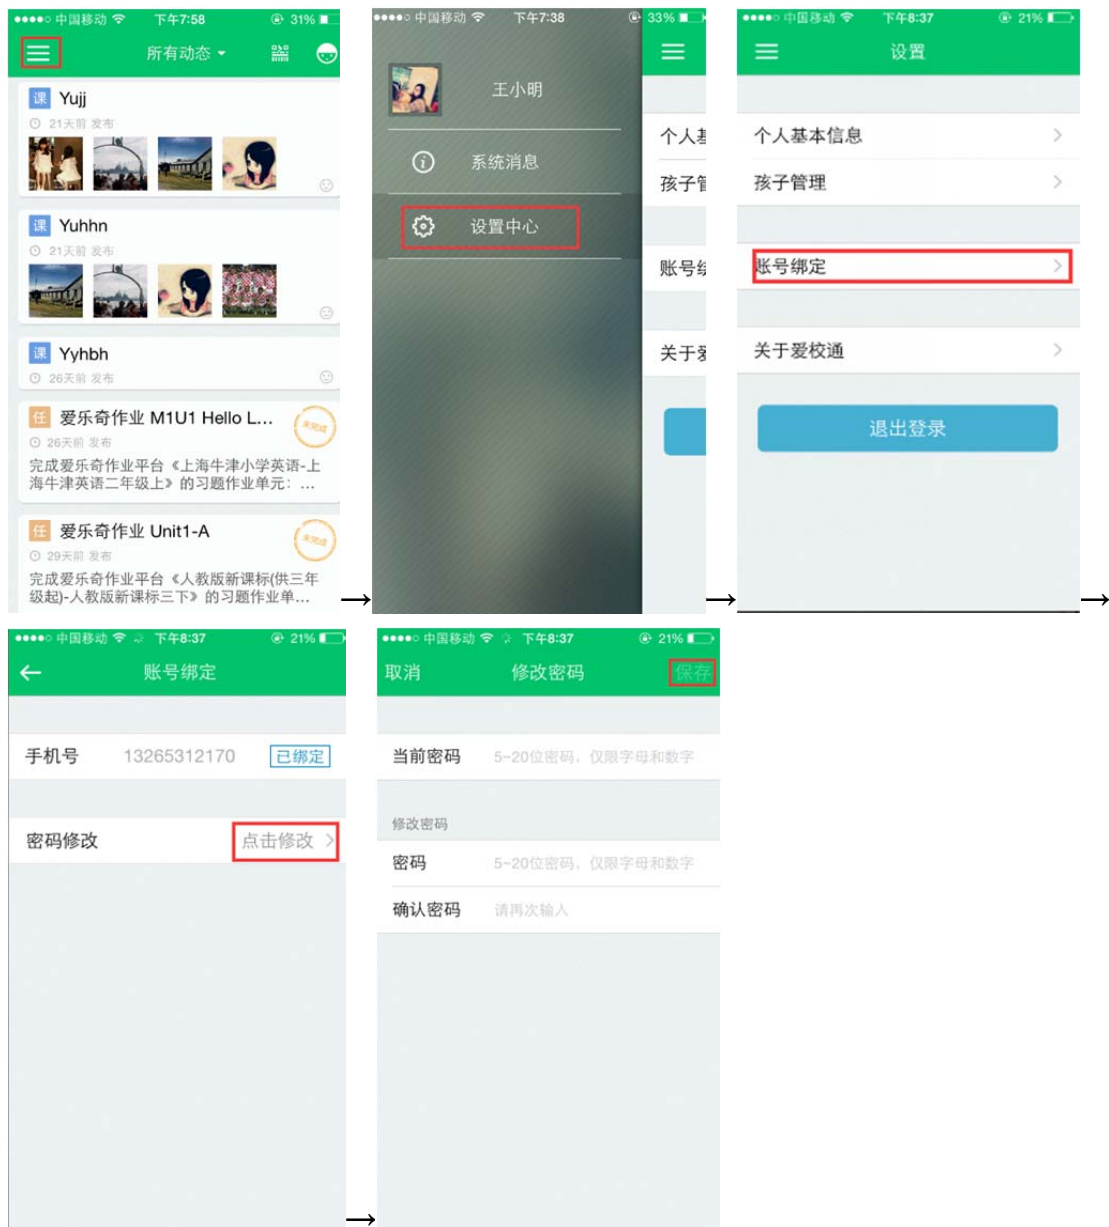 中国移动 下午7:58 31%
所有动态
课 Yujj
21天前 发布
课 Yuhhn
21天前 发布
课 Yyhbh
26天前 发布
任 爱乐奇作业 M1U1 Hello L...
未完成
26天前 发布
完成爱乐奇作业平台《上海牛津小学英语-上
海牛津英语二年级上》的习题作业单元：...
任 爱乐奇作业 Unit1-A
未完成
29天前 发布
完成爱乐奇作业平台《人教版新课标(供三年
级起)-人教版新课标三下》的习题作业单...
→
中国移动 下午7:38 33%
王小明
系统消息
设置中心
个人基
孩子管
账号绑
关于爱
→
中国移动 下午8:37 21%
设置
个人基本信息
孩子管理
账号绑定
关于爱校通
退出登录
→
中国移动 下午8:37 21%
账号绑定
手机号 13265312170 已绑定
密码修改 点击修改
→
中国移动 下午8:37 21%
取消 修改密码 保存
当前密码 5~20位密码，仅限字母和数字
修改密码
密码 5~20位密码，仅限字母和数字
确认密码 请再次输入